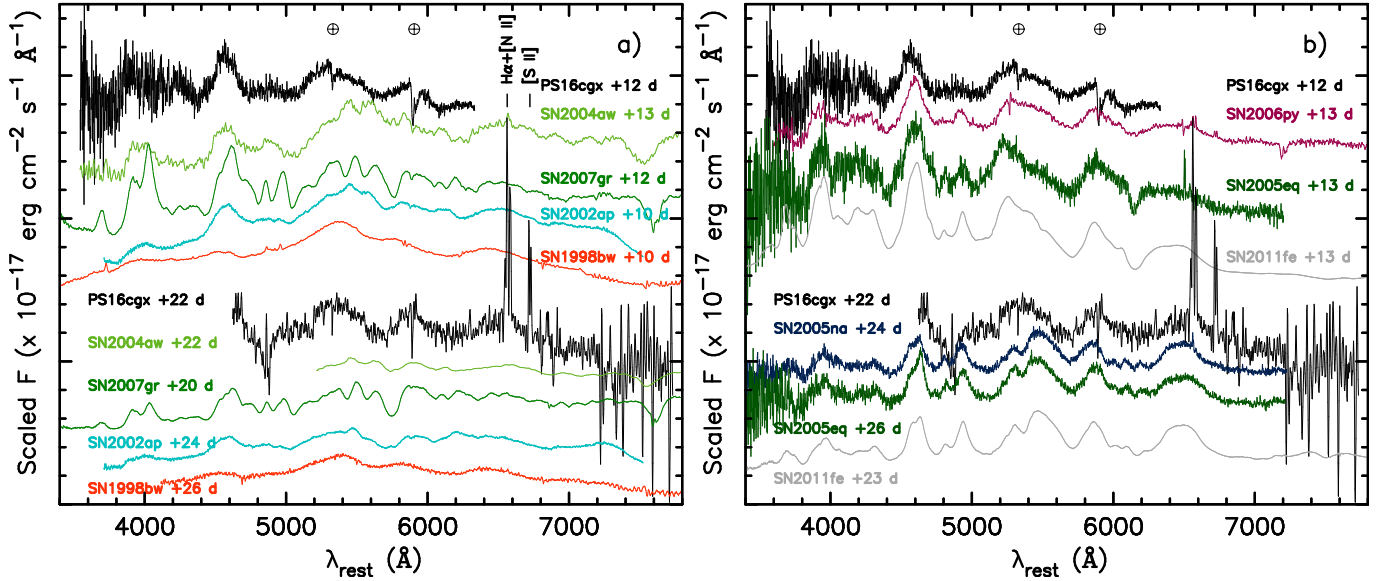 Scaled F (x 10⁻¹⁷ erg cm⁻² s⁻¹ Å⁻¹)
⊕ ⊕
a)
Hα+[N II]
[S II]
PS16cgx +12 d
SN2004aw +13 d
SN2007gr +12 d
SN2002ap +10 d
SN1998bw +10 d
PS16cgx +22 d
SN2004aw +22 d
SN2007gr +20 d
SN2002ap +24 d
SN1998bw +26 d
4000 5000 6000 7000
λrest (Å)
Scaled F (x 10⁻¹⁷ erg cm⁻² s⁻¹ Å⁻¹)
⊕ ⊕
b)
PS16cgx +12 d
SN2006py +13 d
SN2005eq +13 d
SN2011fe +13 d
PS16cgx +22 d
SN2005na +24 d
SN2005eq +26 d
SN2011fe +23 d
4000 5000 6000 7000
λrest (Å)